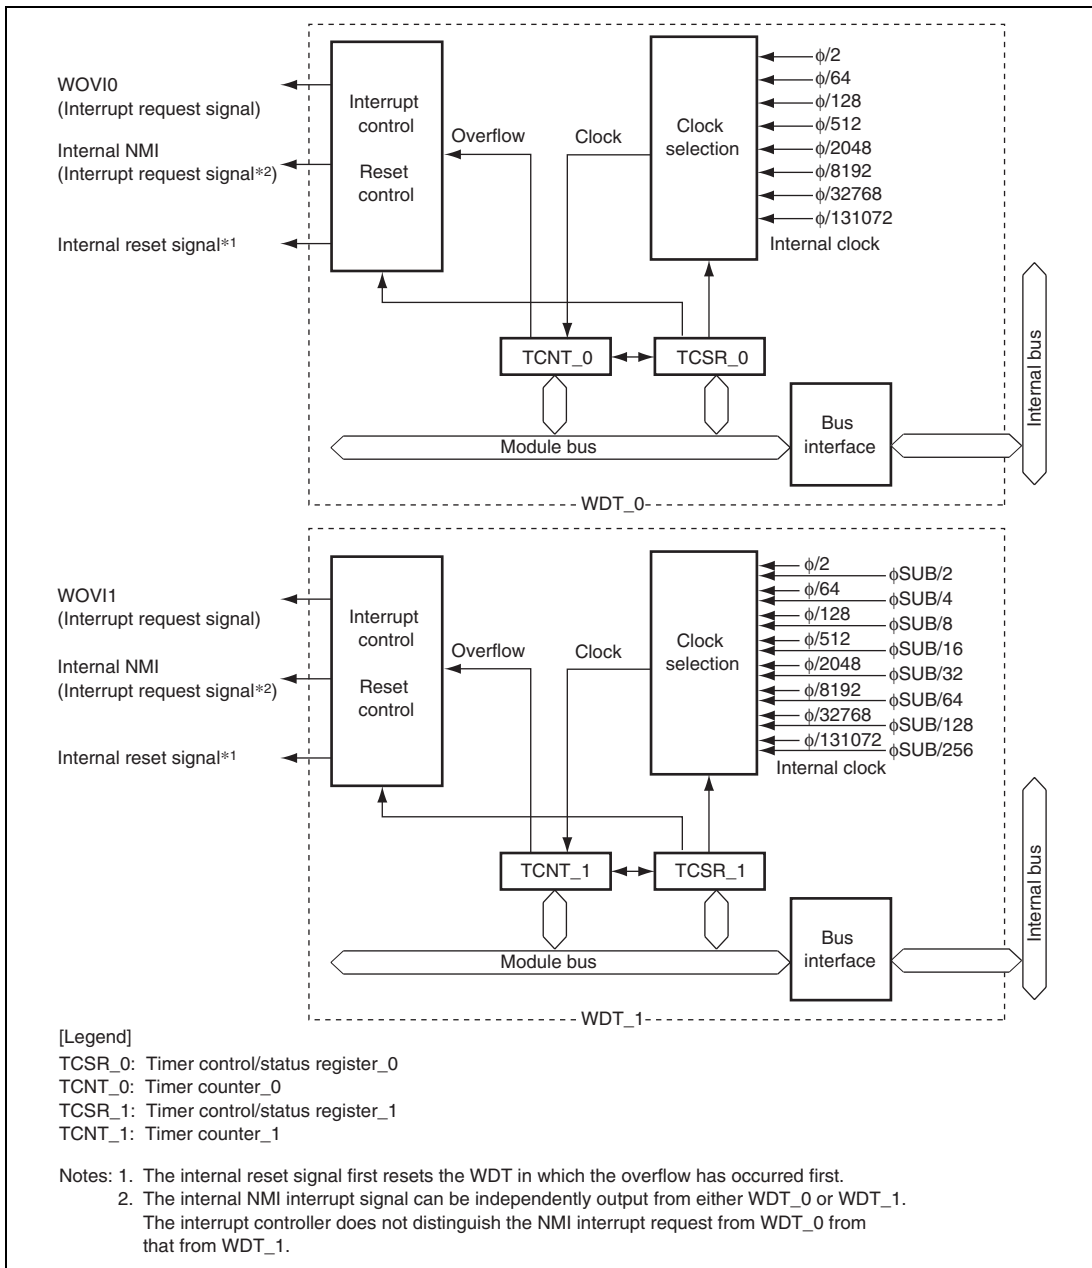 WOVI0
(Interrupt request signal)
Internal NMI
(Interrupt request signal*2)
Internal reset signal*1
Interrupt
control
Reset
control
Overflow
Clock
Clock
selection
ϕ/2
ϕ/64
ϕ/128
ϕ/512
ϕ/2048
ϕ/8192
ϕ/32768
ϕ/131072
Internal clock
TCNT_0
TCSR_0
Module bus
Bus
interface
Internal bus
WDT_0
WOVI1
(Interrupt request signal)
Internal NMI
(Interrupt request signal*2)
Internal reset signal*1
Interrupt
control
Reset
control
Overflow
Clock
Clock
selection
ϕ/2
ϕSUB/2
ϕ/64
ϕSUB/4
ϕ/128
ϕSUB/8
ϕ/512
ϕSUB/16
ϕ/2048
ϕSUB/32
ϕ/8192
ϕSUB/64
ϕ/32768
ϕSUB/128
ϕ/131072
ϕSUB/256
Internal clock
TCNT_1
TCSR_1
Module bus
Bus
interface
Internal bus
WDT_1
[Legend]
TCSR_0: Timer control/status register_0
TCNT_0: Timer counter_0
TCSR_1: Timer control/status register_1
TCNT_1: Timer counter_1
Notes: 1. The internal reset signal first resets the WDT in which the overflow has occurred first.
2. The internal NMI interrupt signal can be independently output from either WDT_0 or WDT_1.
The interrupt controller does not distinguish the NMI interrupt request from WDT_0 from
that from WDT_1.